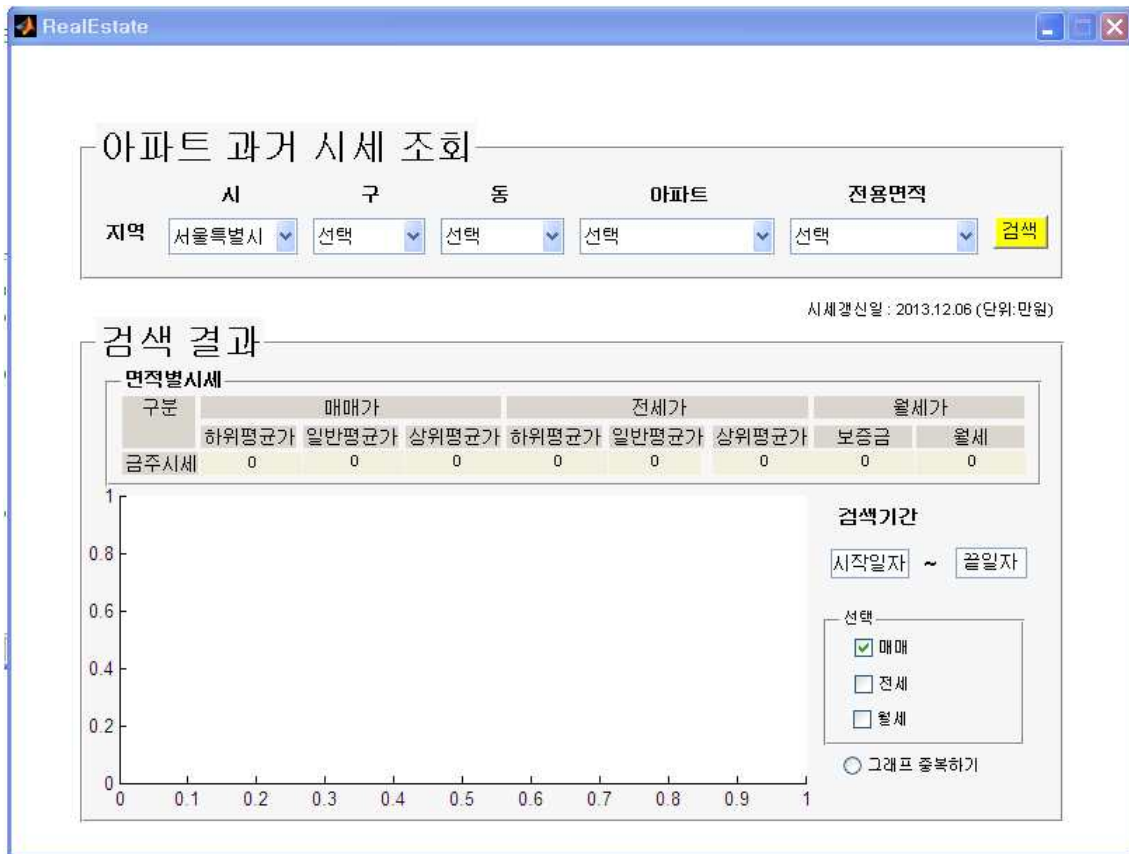 RealEstate
아파트 과거 시세 조회
시 구 동 아파트 전용면적
지역 서울특별시 선택 선택 선택 선택 검색
시세갱신일 : 2013.12.06 (단위:만원)
검색 결과
면적별시세
구분 매매가 전세가 월세가
하위평균가 일반평균가 상위평균가 하위평균가 일반평균가 상위평균가 보증금 월세
금주시세 0 0 0 0 0 0 0 0
검색기간
시작일자 ~ 끝일자
선택
매매
전세
월세
그래프 중복하기
1
0.8
0.6
0.4
0.2
0
0 0.1 0.2 0.3 0.4 0.5 0.6 0.7 0.8 0.9 1